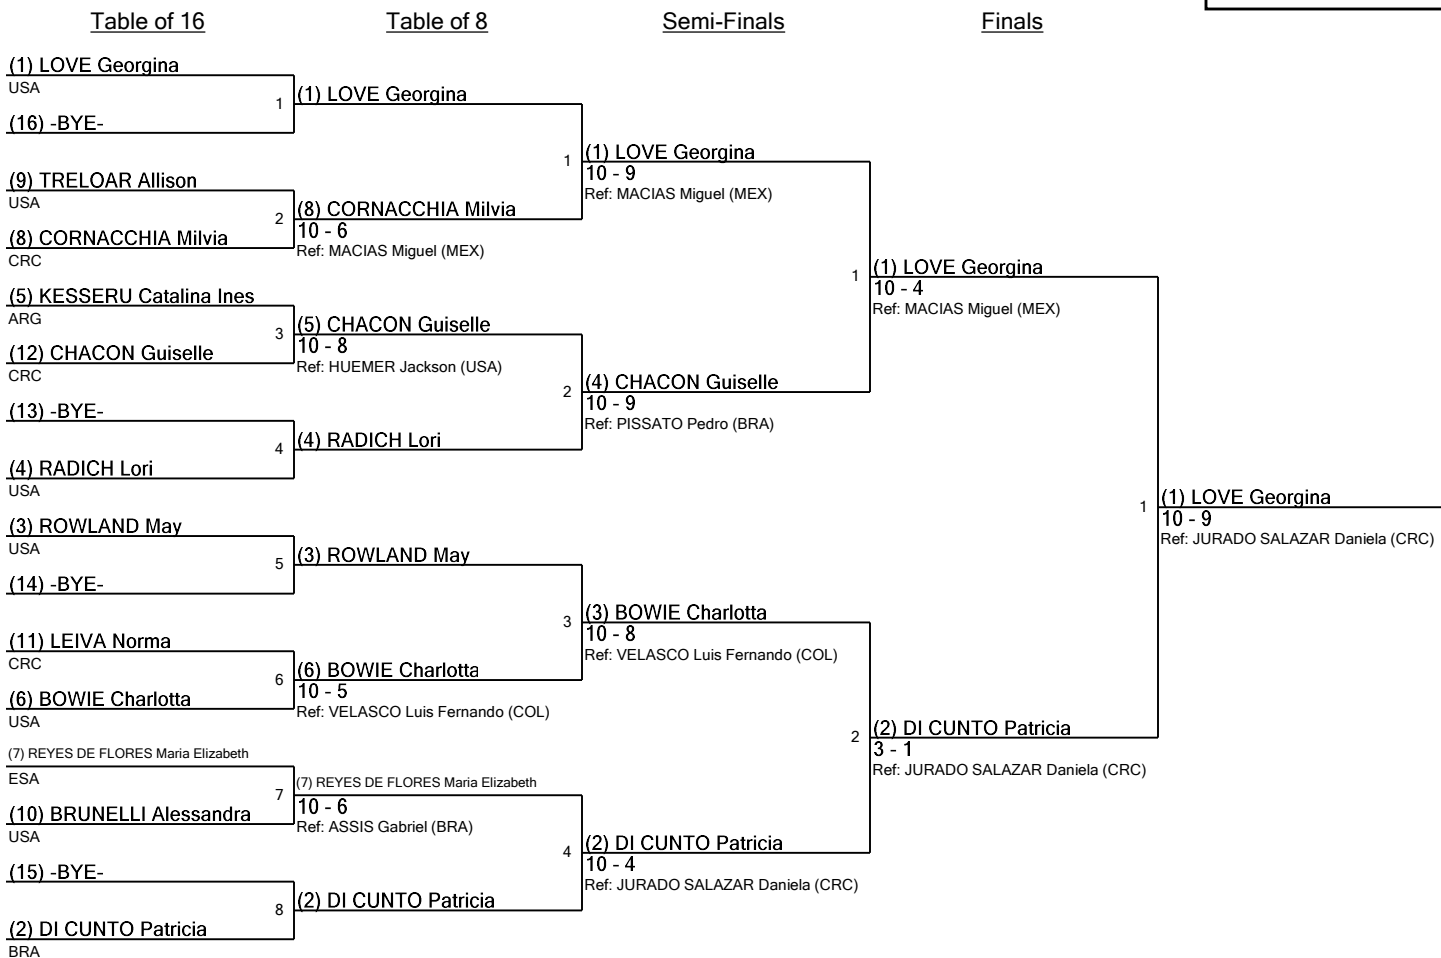 Table of 16
Table of 8
Semi-Finals
Finals
(1) LOVE Georgina
USA
(16) -BYE-
(9) TRELOAR Allison
USA
(8) CORNACCHIA Milvia
CRC
(5) KESSERU Catalina Ines
ARG
(12) CHACON Guiselle
CRC
(13) -BYE-
(4) RADICH Lori
USA
(3) ROWLAND May
USA
(14) -BYE-
(11) LEIVA Norma
CRC
(6) BOWIE Charlotta
USA
(7) REYES DE FLORES Maria Elizabeth
ESA
(10) BRUNELLI Alessandra
USA
(15) -BYE-
(2) DI CUNTO Patricia
BRA
1
(1) LOVE Georgina
2
(8) CORNACCHIA Milvia
10 - 6
Ref: MACIAS Miguel (MEX)
3
(5) CHACON Guiselle
10 - 8
Ref: HUEMER Jackson (USA)
4
(4) RADICH Lori
5
(3) ROWLAND May
6
(6) BOWIE Charlotta
10 - 5
Ref: VELASCO Luis Fernando (COL)
7
(7) REYES DE FLORES Maria Elizabeth
10 - 6
Ref: ASSIS Gabriel (BRA)
8
(2) DI CUNTO Patricia
1
(1) LOVE Georgina
10 - 9
Ref: MACIAS Miguel (MEX)
2
(4) CHACON Guiselle
10 - 9
Ref: PISSATO Pedro (BRA)
3
(3) BOWIE Charlotta
10 - 8
Ref: VELASCO Luis Fernando (COL)
4
(2) DI CUNTO Patricia
10 - 4
Ref: JURADO SALAZAR Daniela (CRC)
1
(1) LOVE Georgina
10 - 4
Ref: MACIAS Miguel (MEX)
2
(2) DI CUNTO Patricia
3 - 1
Ref: JURADO SALAZAR Daniela (CRC)
1
(1) LOVE Georgina
10 - 9
Ref: JURADO SALAZAR Daniela (CRC)